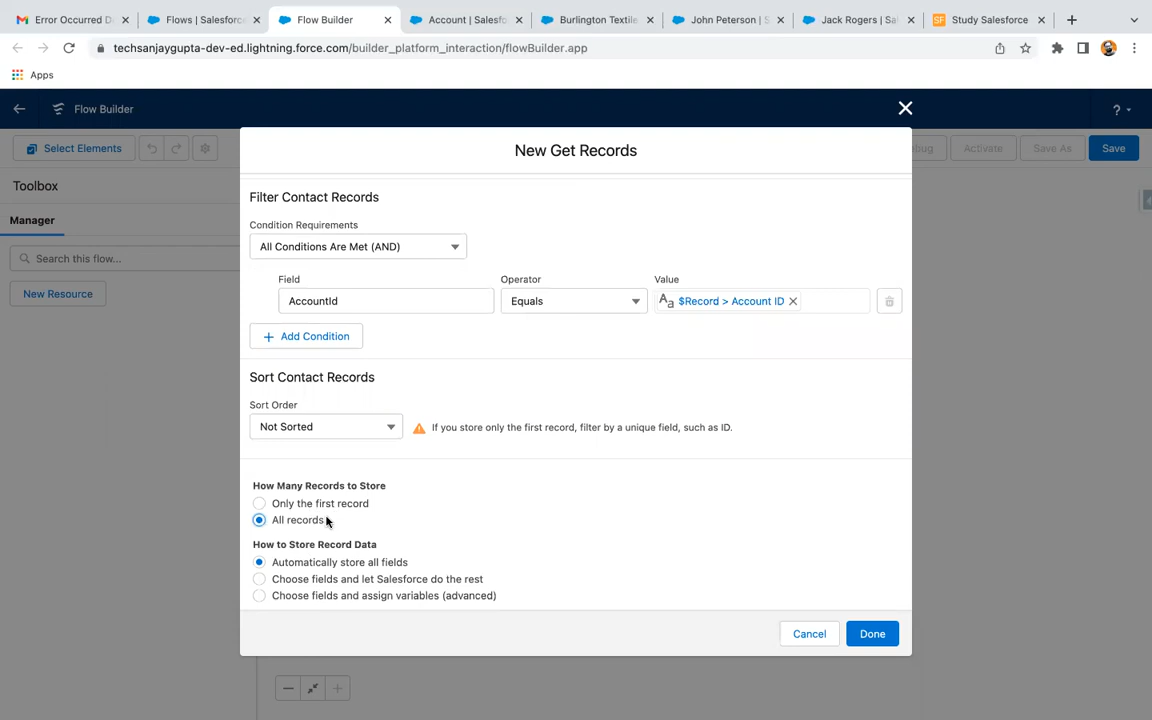 Error Occurred D
Flows | Salesforc
Flow Builder
Account | Salesfo
Burlington Textile
John Peterson | S
Jack Rogers | Sal
SF Study Salesforce
techsanjaygupta-dev-ed.lightning.force.com/builder_platform_interaction/flowBuilder.app
Apps
Flow Builder
?
Select Elements
bug
Activate
Save As
Save
Toolbox
Manager
Search this flow...
New Resource
New Get Records
Filter Contact Records
Condition Requirements
All Conditions Are Met (AND)
Field Operator Value
AccountId Equals Aa $Record > Account ID
+ Add Condition
Sort Contact Records
Sort Order
Not Sorted If you store only the first record, filter by a unique field, such as ID.
How Many Records to Store
Only the first record
All records
How to Store Record Data
Automatically store all fields
Choose fields and let Salesforce do the rest
Choose fields and assign variables (advanced)
Cancel Done